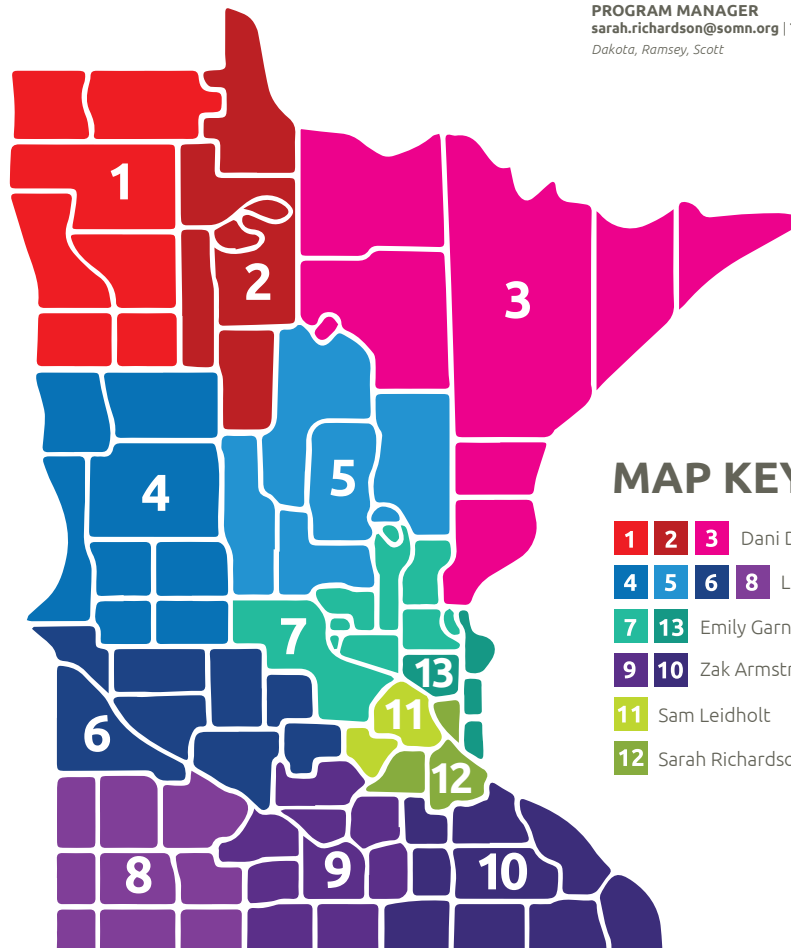 PROGRAM MANAGER
sarah.richardson@somn.org |
Dakota, Ramsey, Scott
1
2
3
4
5
6
7
8
9
10
11
12
13
MAP KEY
1 2 3 Dani
4 5 6 8
7 13 Emily
9 10 Zak
11 Sam Leidholt
12 Sarah